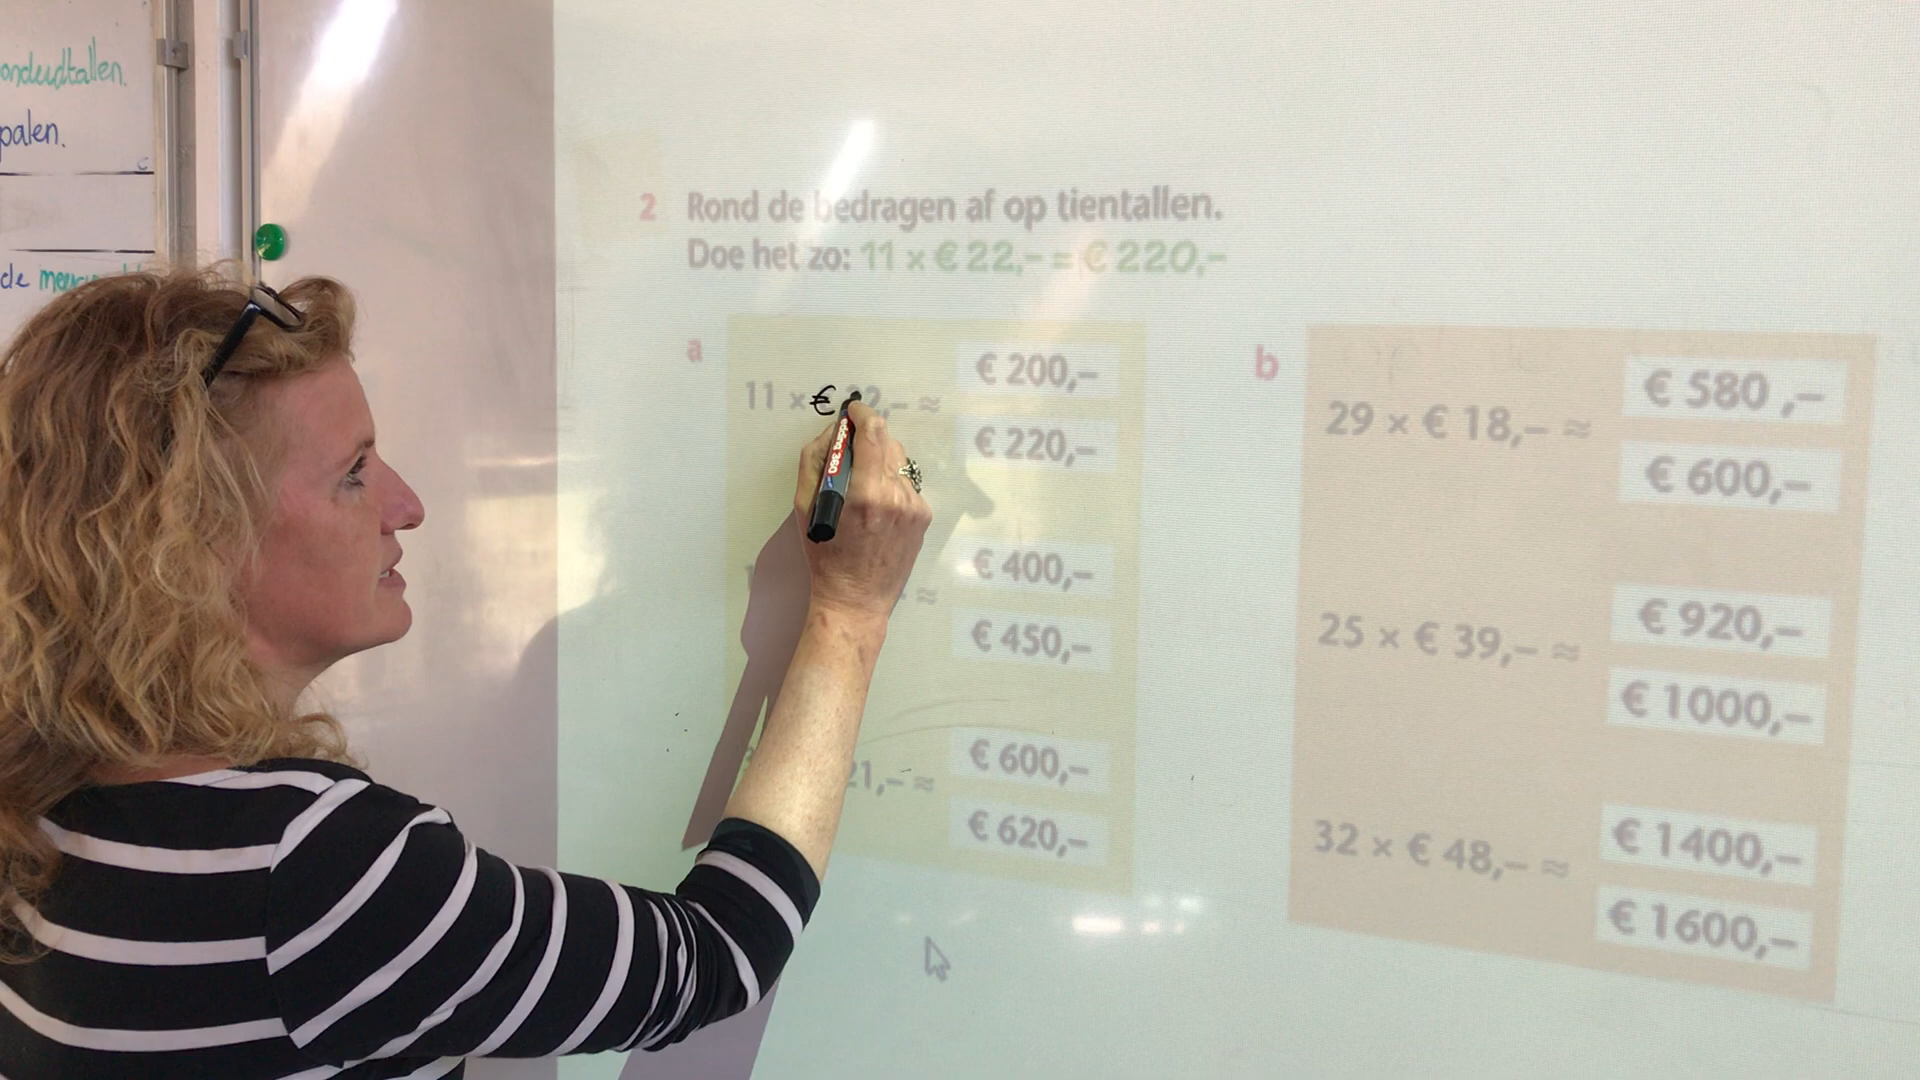 onderdtallen.
palen.
de
2 Rond de bedragen af op tientallen.
Doe het zo: 11 × € 22,– = € 220,–
a
11 × € 22,– ≈
€ 200,–
€ 220,–
≈
€ 400,–
€ 450,–
21,– ≈
€ 600,–
€ 620,–
b
29 × € 18,– ≈
€ 580 ,–
€ 600,–
25 × € 39,– ≈
€ 920,–
€ 1000,–
32 × € 48,– ≈
€ 1400,–
€ 1600,–
edding 360